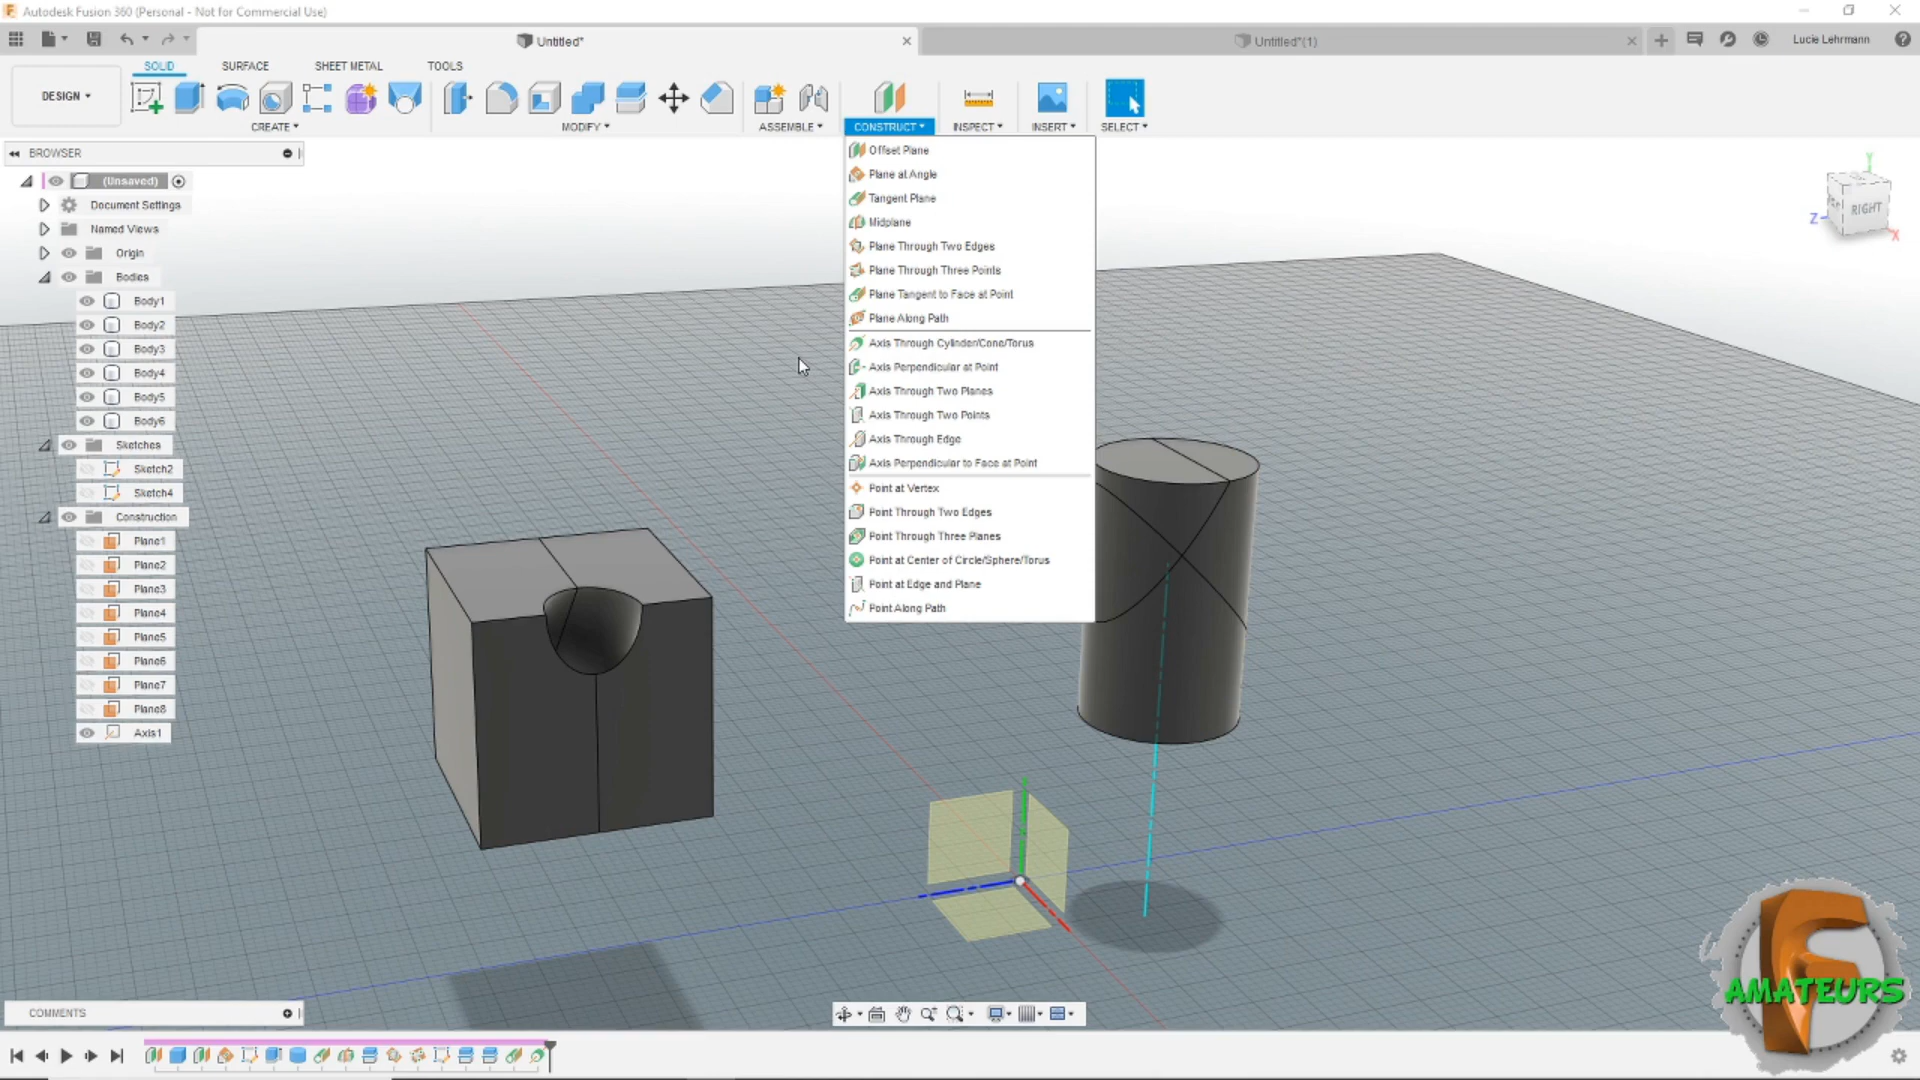 Autodesk Fusion 360 (Personal - Not for Commercial Use)
Untitled*
Untitled*(1)
Lucie Lehrmann
DESIGN
SOLID
SURFACE
SHEET METAL
TOOLS
CREATE
MODIFY
ASSEMBLE
CONSTRUCT
INSPECT
INSERT
SELECT
BROWSER
(Unsaved)
Document Settings
Named Views
Origin
Bodies
Body1
Body2
Body3
Body4
Body5
Body6
Sketches
Sketch2
Sketch4
Construction
Plane1
Plane2
Plane3
Plane4
Plane5
Plane6
Plane7
Plane8
Axis1
Offset Plane
Plane at Angle
Tangent Plane
Midplane
Plane Through Two Edges
Plane Through Three Points
Plane Tangent to Face at Point
Plane Along Path
Axis Through Cylinder/Cone/Torus
Axis Perpendicular at Point
Axis Through Two Planes
Axis Through Two Points
Axis Through Edge
Axis Perpendicular to Face at Point
Point at Vertex
Point Through Two Edges
Point Through Three Planes
Point at Center of Circle/Sphere/Torus
Point at Edge and Plane
Point Along Path
Y
RIGHT
Z
X
COMMENTS
F
AMATEURS